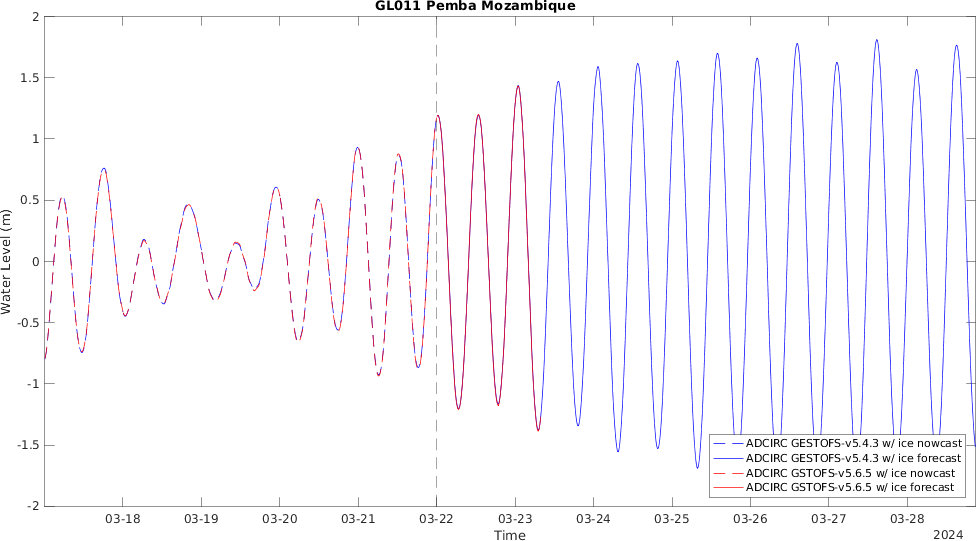 GL011 Pemba Mozambique
2
1.5
1
0.5
0
-0.5
-1
-1.5
-2
Water Level (m)
ADCIRC GESTOFS-v5.4.3 w/ ice nowcast
ADCIRC GESTOFS-v5.4.3 w/ ice forecast
ADCIRC GSTOFS-v5.6.5 w/ ice nowcast
ADCIRC GSTOFS-v5.6.5 w/ ice forecast
03-18 03-19 03-20 03-21 03-22 03-23 03-24 03-25 03-26 03-27 03-28
Time
2024